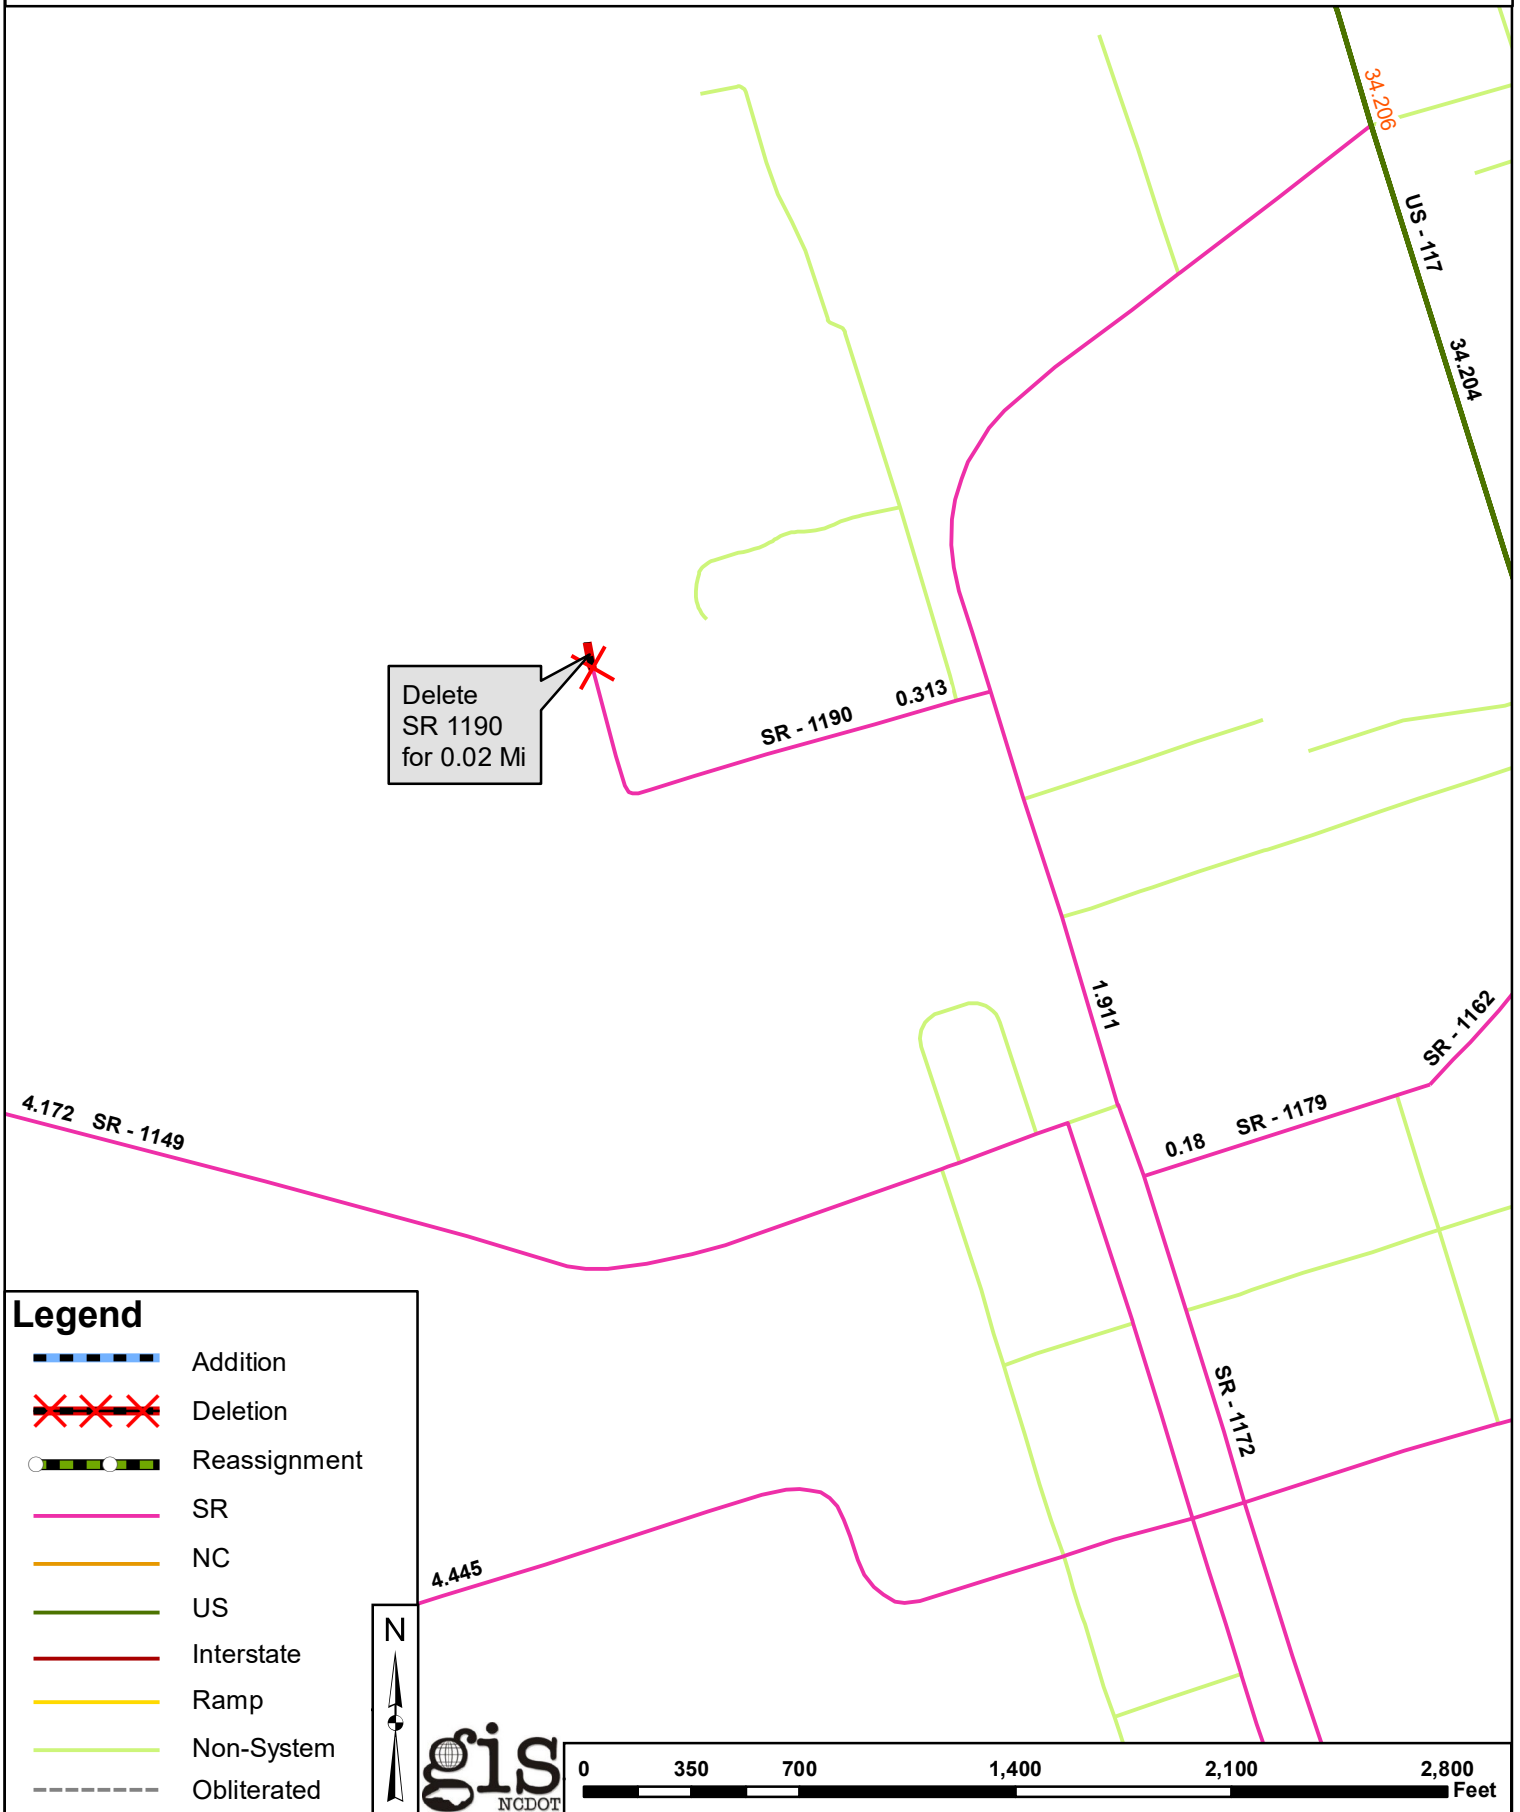 34.206
US - 117
34.204
Delete
SR 1190
for 0.02 Mi
SR - 1190
0.313
1.911
SR - 1162
SR - 1179
0.18
4.172
SR - 1149
SR - 1172
4.445
Legend
Addition
Deletion
Reassignment
SR
NC
US
Interstate
Ramp
Non-System
Obliterated
N
gis
NCDOT
0 350 700 1,400 2,100 2,800
Feet